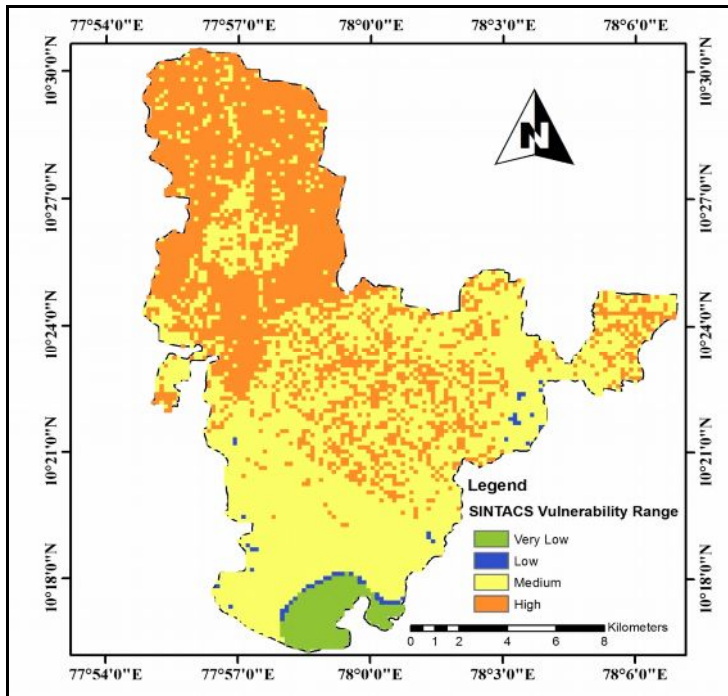 77°54'0"E 77°57'0"E 78°0'0"E 78°3'0"E 78°6'0"E
10°30'0"N 10°30'0"N
N
10°27'0"N 10°27'0"N
10°24'0"N 10°24'0"N
10°21'0"N 10°21'0"N
Legend
SINTACS Vulnerability Range
Very Low
Low
Medium
High
10°18'0"N 10°18'0"N
Kilometers
0 1 2 4 6 8
77°54'0"E 77°57'0"E 78°0'0"E 78°3'0"E 78°6'0"E